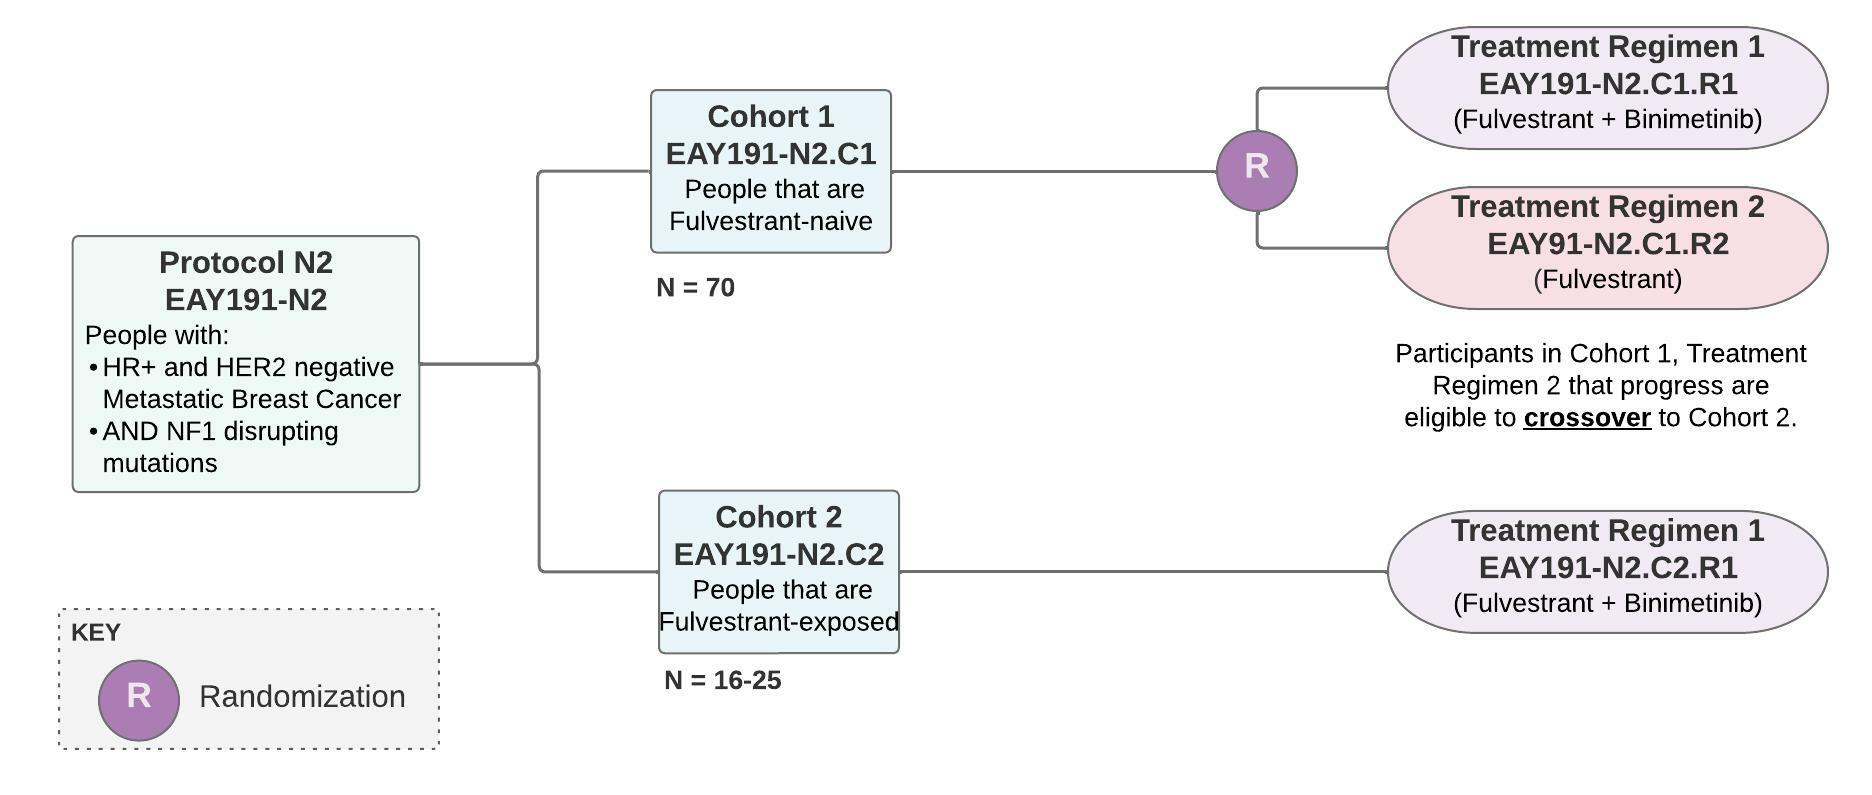 Protocol N2
EAY191-N2
People with:
• HR+ and HER2 negative
Metastatic Breast Cancer
• AND NF1 disrupting
mutations
Cohort 1
EAY191-N2.C1
People that are
Fulvestrant-naive
N = 70
R
Treatment Regimen 1
EAY191-N2.C1.R1
(Fulvestrant + Binimetinib)
Treatment Regimen 2
EAY91-N2.C1.R2
(Fulvestrant)
Participants in Cohort 1, Treatment
Regimen 2 that progress are
eligible to crossover to Cohort 2.
Cohort 2
EAY191-N2.C2
People that are
Fulvestrant-exposed
N = 16-25
Treatment Regimen 1
EAY191-N2.C2.R1
(Fulvestrant + Binimetinib)
KEY
R Randomization